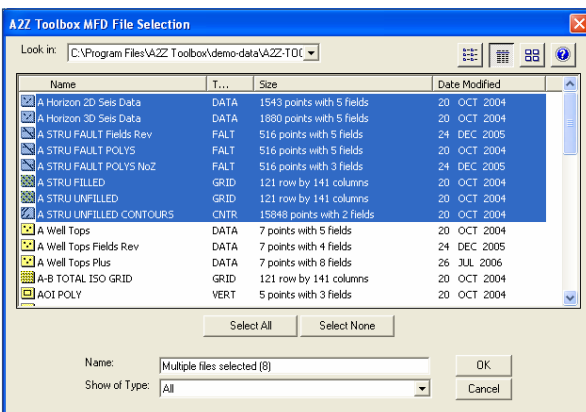 A2Z Toolbox MFD File Selection
Look in: C:\Program Files\A2Z Toolbox\demo-data\A2Z-TO
Name T... Size Date Modified
A Horizon 2D Seis Data DATA 1543 points with 5 fields 20 OCT 2004
A Horizon 3D Seis Data DATA 1880 points with 5 fields 20 OCT 2004
A STRU FAULT Fields Rev FALT 516 points with 5 fields 24 DEC 2005
A STRU FAULT POLYS FALT 516 points with 5 fields 20 OCT 2004
A STRU FAULT POLYS NoZ FALT 516 points with 3 fields 24 DEC 2005
A STRU FILLED GRID 121 row by 141 columns 20 OCT 2004
A STRU UNFILLED GRID 121 row by 141 columns 20 OCT 2004
A STRU UNFILLED CONTOURS CNTR 15848 points with 2 fields 20 OCT 2004
A Well Tops DATA 7 points with 5 fields 20 OCT 2004
A Well Tops Fields Rev DATA 7 points with 4 fields 24 DEC 2005
A Well Tops Plus DATA 7 points with 8 fields 26 JUL 2006
A-B TOTAL ISO GRID GRID 121 row by 141 columns 20 OCT 2004
AOI POLY VERT 5 points with 3 fields 20 OCT 2004
Select All Select None
Name: Multiple files selected (8) OK
Show of Type: All Cancel